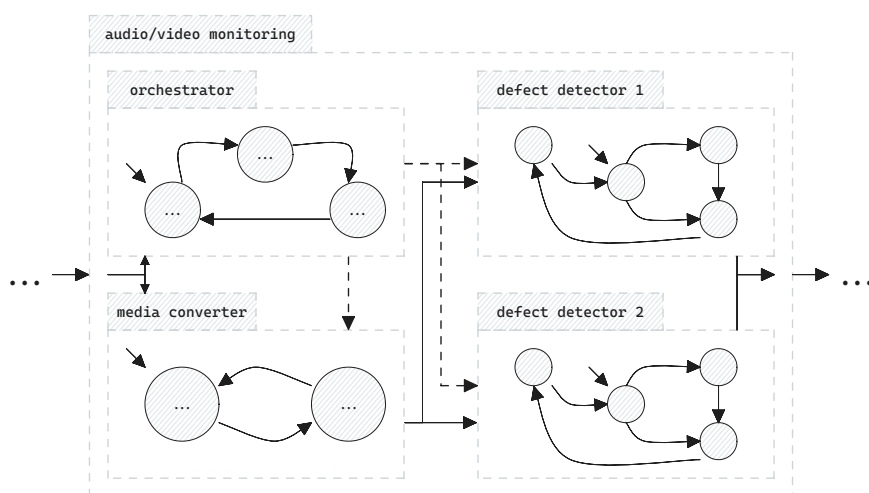 audio/video monitoring
orchestrator
defect detector 1
...
...
...
...
...
media converter
defect detector 2
...
...